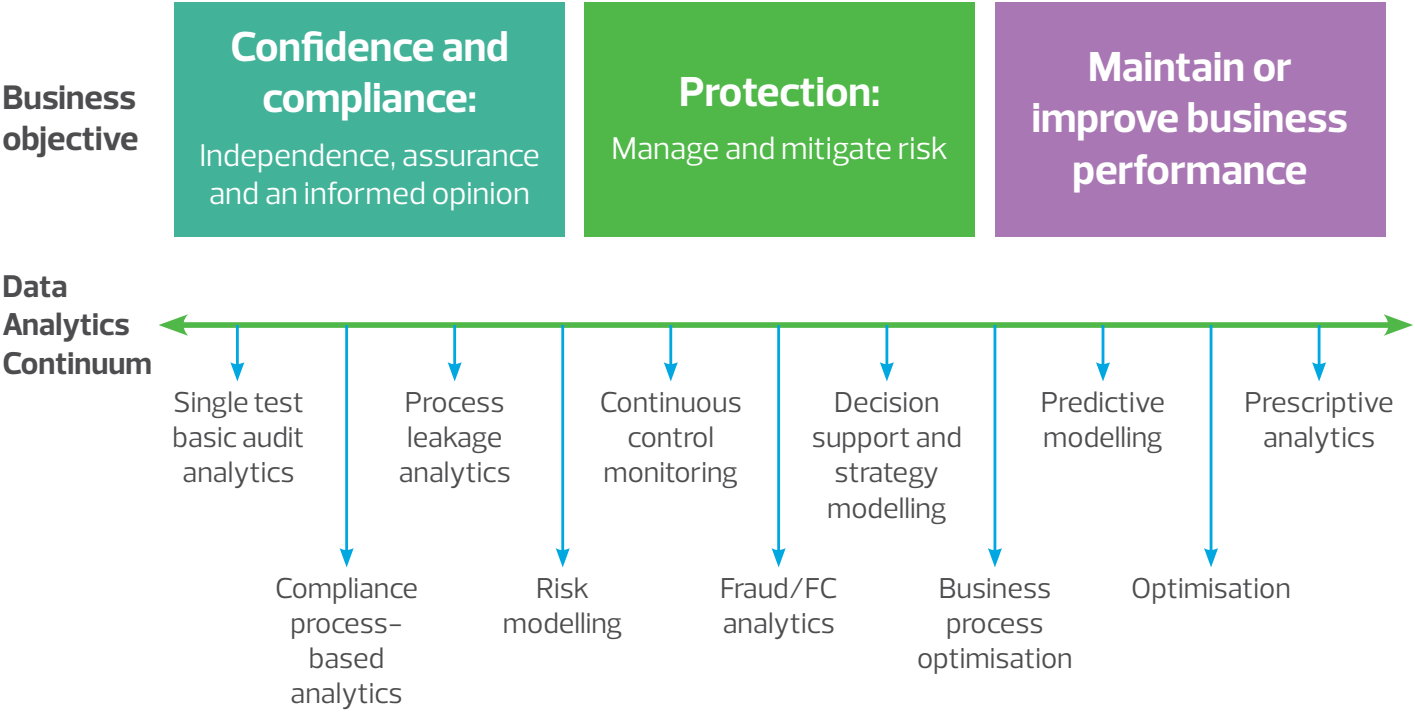 Business
objective
Confidence and
compliance:
Independence, assurance
and an informed opinion
Protection:
Manage and mitigate risk
Maintain or
improve business
performance
Data
Analytics
Continuum
Single test
basic audit
analytics
Compliance
process-
based
analytics
Process
leakage
analytics
Risk
modelling
Continuous
control
monitoring
Fraud/FC
analytics
Decision
support and
strategy
modelling
Business
process
optimisation
Predictive
modelling
Optimisation
Prescriptive
analytics